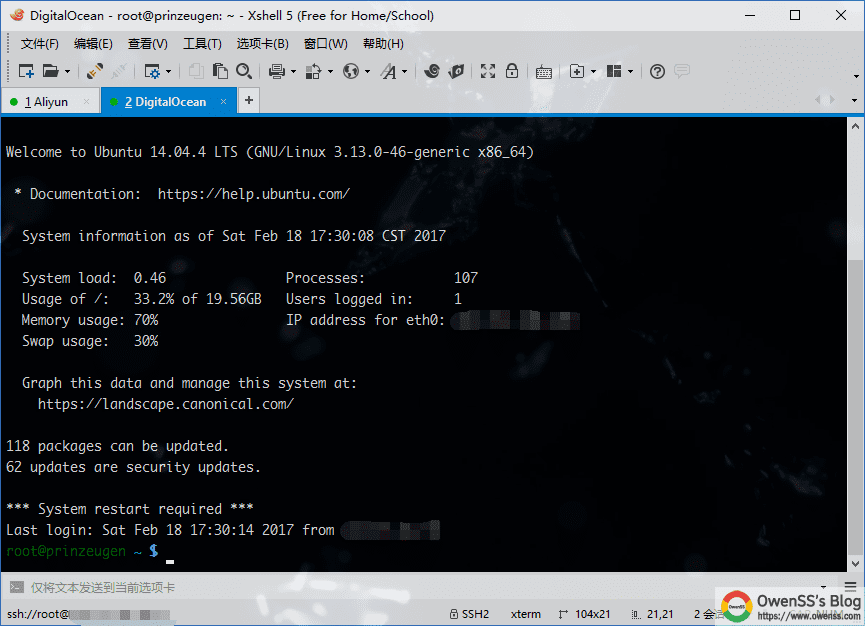 DigitalOcean - root@prinzeugen: ~ - Xshell 5 (Free for Home/School)
文件(F) 编辑(E) 查看(V) 工具(T) 选项卡(B) 窗口(W) 帮助(H)
1 Aliyun × 2 DigitalOcean × +
Welcome to Ubuntu 14.04.4 LTS (GNU/Linux 3.13.0-46-generic x86_64)
* Documentation: https://help.ubuntu.com/
System information as of Sat Feb 18 17:30:08 CST 2017
System load: 0.46 Processes: 107
Usage of /: 33.2% of 19.56GB Users logged in: 1
Memory usage: 70% IP address for eth0:
Swap usage: 30%
Graph this data and manage this system at:
https://landscape.canonical.com/
118 packages can be updated.
62 updates are security updates.
*** System restart required ***
Last login: Sat Feb 18 17:30:14 2017 from
root@prinzeugen ~ $
仅将文本发送到当前选项卡
ssh://root@ SSH2 xterm 104x21 21,21 2 会
OwenSS's Blog
https://www.owenss.com